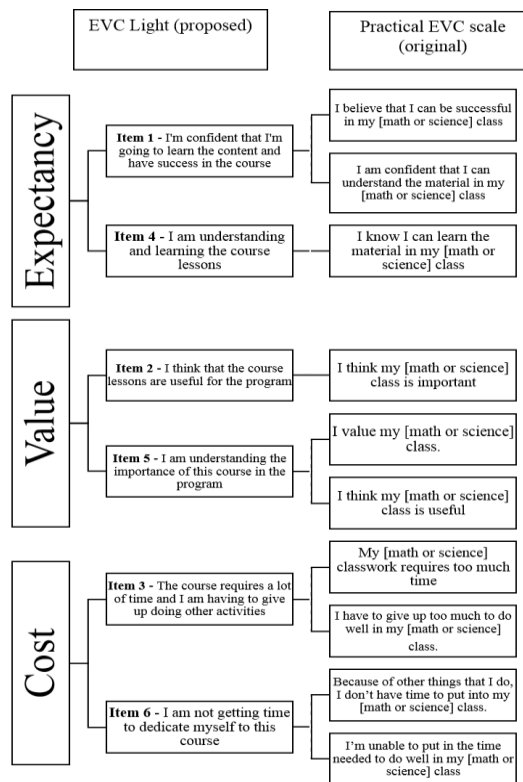 EVC Light (proposed)
Practical EVC scale
(original)
Expectancy
Item 1 - I'm confident that I'm
going to learn the content and
have success in the course
I believe that I can be successful
in my [math or science] class
I am confident that I can
understand the material in my
[math or science] class
Item 4 - I am understanding
and learning the course
lessons
I know I can learn the
material in my [math or
science] class
Value
Item 2 - I think that the course
lessons are useful for the program
I think my [math or science]
class is important
Item 5 - I am understanding the
importance of this course in the
program
I value my [math or science]
class.
I think my [math or science]
class is useful
Cost
Item 3 - The course requires a lot
of time and I am having to give
up doing other activities
My [math or science]
classwork requires too much
time
I have to give up too much to do
well in my [math or science]
class.
Item 6 - I am not getting time
to dedicate myself to this
course
Because of other things that I do,
I don't have time to put into my
[math or science] class.
I'm unable to put in the time
needed to do well in my [math
or science] class